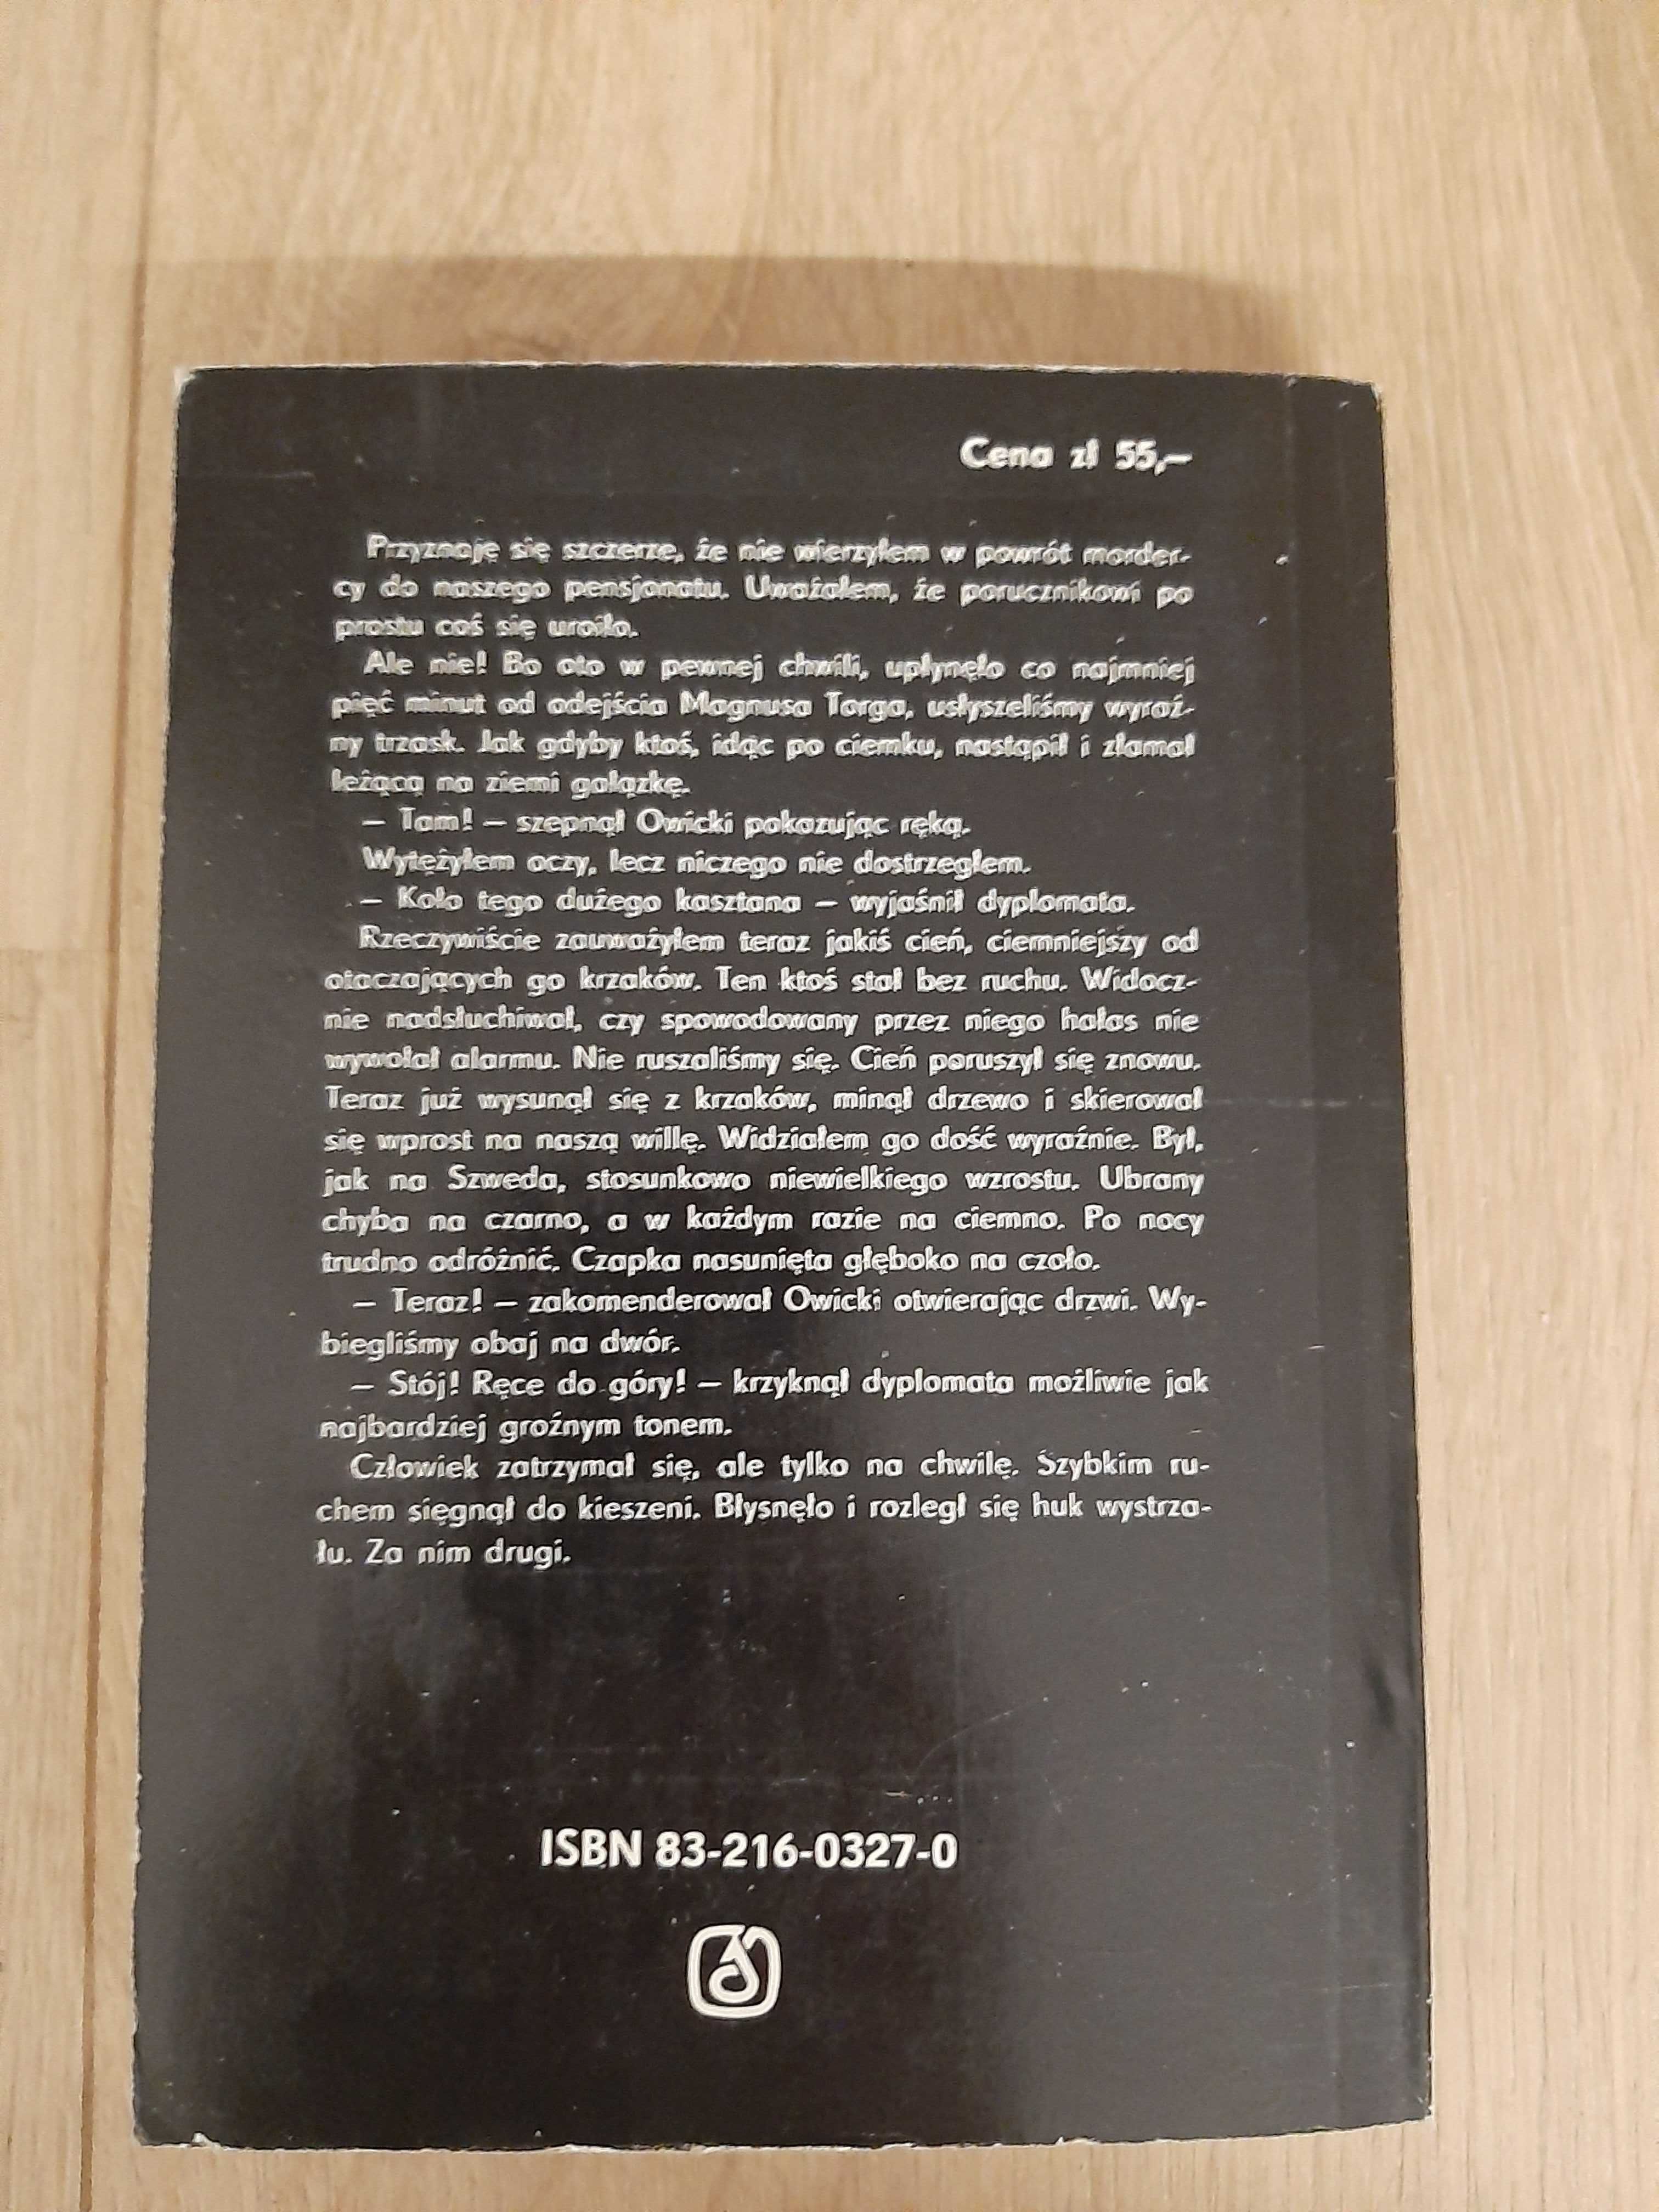 Cena zł 55,–
Przyznaję się szczerze, że nie wierzyłem w powrót morder-
cy do naszego pensjonatu. Uważałem, że porucznikowi po
prostu coś się uroiło.
Ale nie! Bo oto w pewnej chwili, upłynęło co najmniej
pięć minut od odejścia Magnusa Torga, usłyszeliśmy wyraź-
ny trzask. Jak gdyby ktoś, idąc po ciemku, nastąpił i złamał
leżącą na ziemi gałązkę.
– Tam! – szepnął Owicki pokazując ręką.
Wytężyłem oczy, lecz niczego nie dostrzegłem.
– Koło tego dużego kasztana – wyjaśnił dyplomata.
Rzeczywiście zauważyłem teraz jakiś cień, ciemniejszy od
otaczających go krzaków. Ten ktoś stał bez ruchu. Widocz-
nie nadsłuchiwał, czy spowodowany przez niego hałas nie
wywołał alarmu. Nie ruszaliśmy się. Cień poruszył się znowu.
Teraz już wysunął się z krzaków, minął drzewo i skierował
się wprost na naszą willę. Widziałem go dość wyraźnie. Był,
jak na Szweda, stosunkowo niewielkiego wzrostu. Ubrany
chyba na czarno, a w każdym razie na ciemno. Po nocy
trudno odróżnić. Czapka nasunięta głęboko na czoło.
– Teraz! – zakomenderował Owicki otwierając drzwi. Wy-
biegliśmy obaj na dwór.
– Stój! Ręce do góry! – krzyknął dyplomata możliwie jak
najbardziej groźnym tonem.
Człowiek zatrzymał się, ale tylko na chwilę. Szybkim ru-
chem sięgnął do kieszeni. Błysnęło i rozległ się huk wystrza-
łu. Za nim drugi.
ISBN 83-216-0327-0